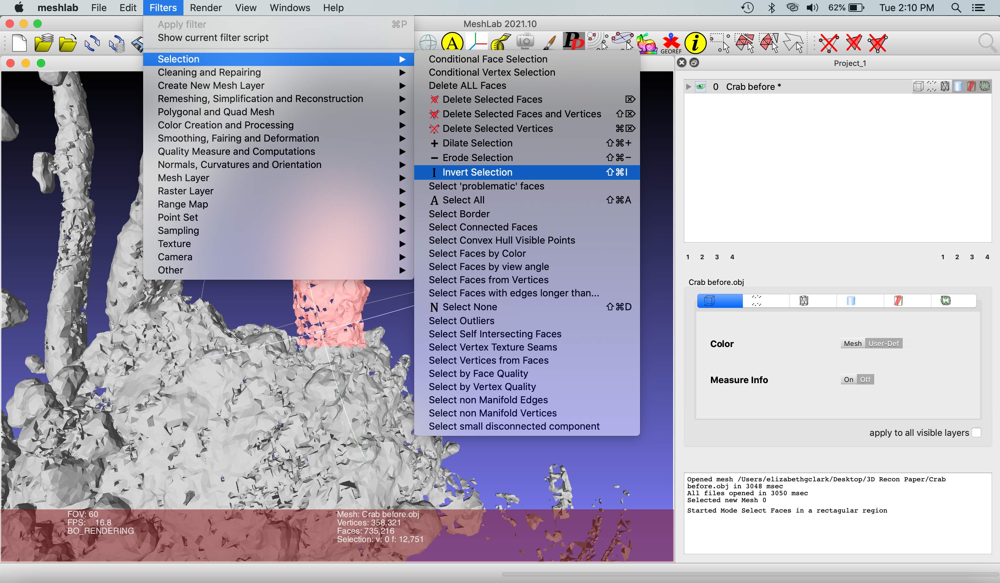 meshlab File Edit Filters Render View Windows Help 62% Tue 2:10 PM
MeshLab 2021.10
Apply filter ⌘P
Show current filter script
Selection
Cleaning and Repairing
Create New Mesh Layer
Remeshing, Simplification and Reconstruction
Polygonal and Quad Mesh
Color Creation and Processing
Smoothing, Fairing and Deformation
Quality Measure and Computations
Normals, Curvatures and Orientation
Mesh Layer
Raster Layer
Range Map
Point Set
Sampling
Texture
Camera
Other
A Raster PP i
GEOREF
Conditional Face Selection
Conditional Vertex Selection
Delete ALL Faces
Delete Selected Faces ⌦
Delete Selected Faces and Vertices ⇧⌦
Delete Selected Vertices ⌘⌦
+ Dilate Selection ⇧⌘+
− Erode Selection ⇧⌘−
I Invert Selection ⇧⌘I
Select 'problematic' faces
A Select All ⇧⌘A
Select Border
Select Connected Faces
Select Convex Hull Visible Points
Select Faces by Color
Select Faces by view angle
Select Faces from Vertices
Select Faces with edges longer than...
N Select None ⇧⌘D
Select Outliers
Select Self Intersecting Faces
Select Vertex Texture Seams
Select Vertices from Faces
Select by Face Quality
Select by Vertex Quality
Select non Manifold Edges
Select non Manifold Vertices
Select small disconnected component
FOV: 60
FPS: 16.8
BO_RENDERING
Mesh: Crab before.obj
Vertices: 358,321
Faces: 735,216
Selection: v: 0 f: 12,751
Project_1
0 Crab before *
1 2 3 4 1 2 3 4
Crab before.obj
Color Mesh User-Def
Measure Info On Off
apply to all visible layers
Opened mesh /Users/elizabethgclark/Desktop/3D Recon Paper/Crab
before.obj in 3048 msec
All files opened in 3050 msec
Selected new Mesh 0
Started Mode Select Faces in a rectagular region